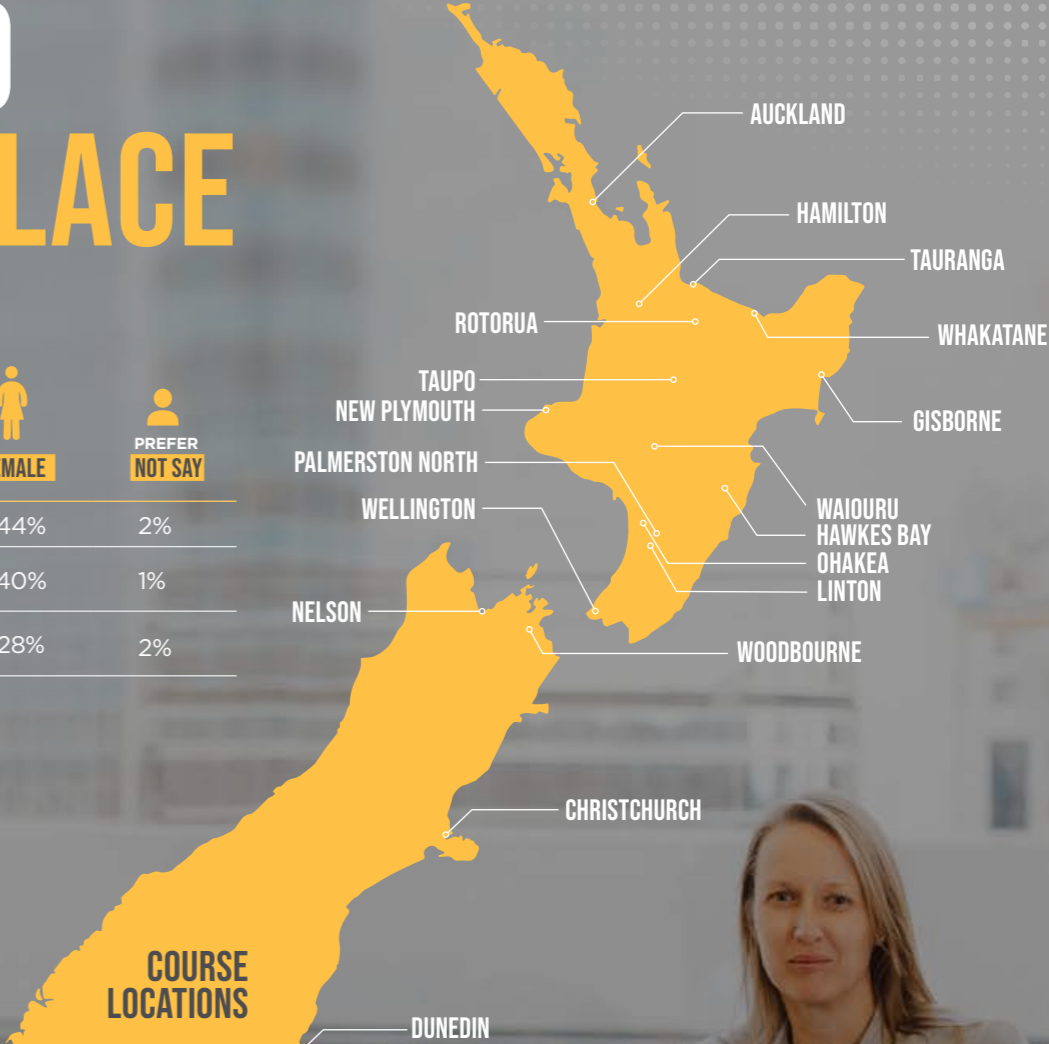 LACE
AUCKLAND
HAMILTON
TAURANGA
ROTORUA
WHAKATANE
TAUPO
NEW PLYMOUTH
GISBORNE
PREFER
EMALE
NOT SAY
PALMERSTON NORTH
44%
2%
WELLINGTON
WAIOURU
HAWKES BAY
OHAKEA
LINTON
40%
1%
NELSON
28%
2%
WOODBOURNE
CHRISTCHURCH
COURSE
LOCATIONS
DUNEDIN